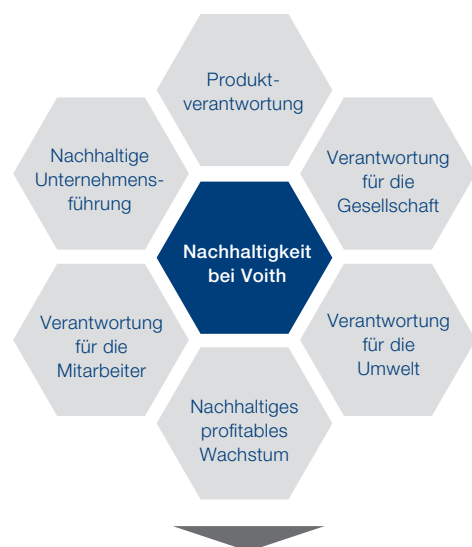 Produkt-
verantwortung
Nachhaltige
Unternehmens-
führung
Verantwortung
für die
Gesellschaft
Nachhaltigkeit
bei Voith
Verantwortung
für die
Mitarbeiter
Verantwortung
für die
Umwelt
Nachhaltiges
profitables
Wachstum